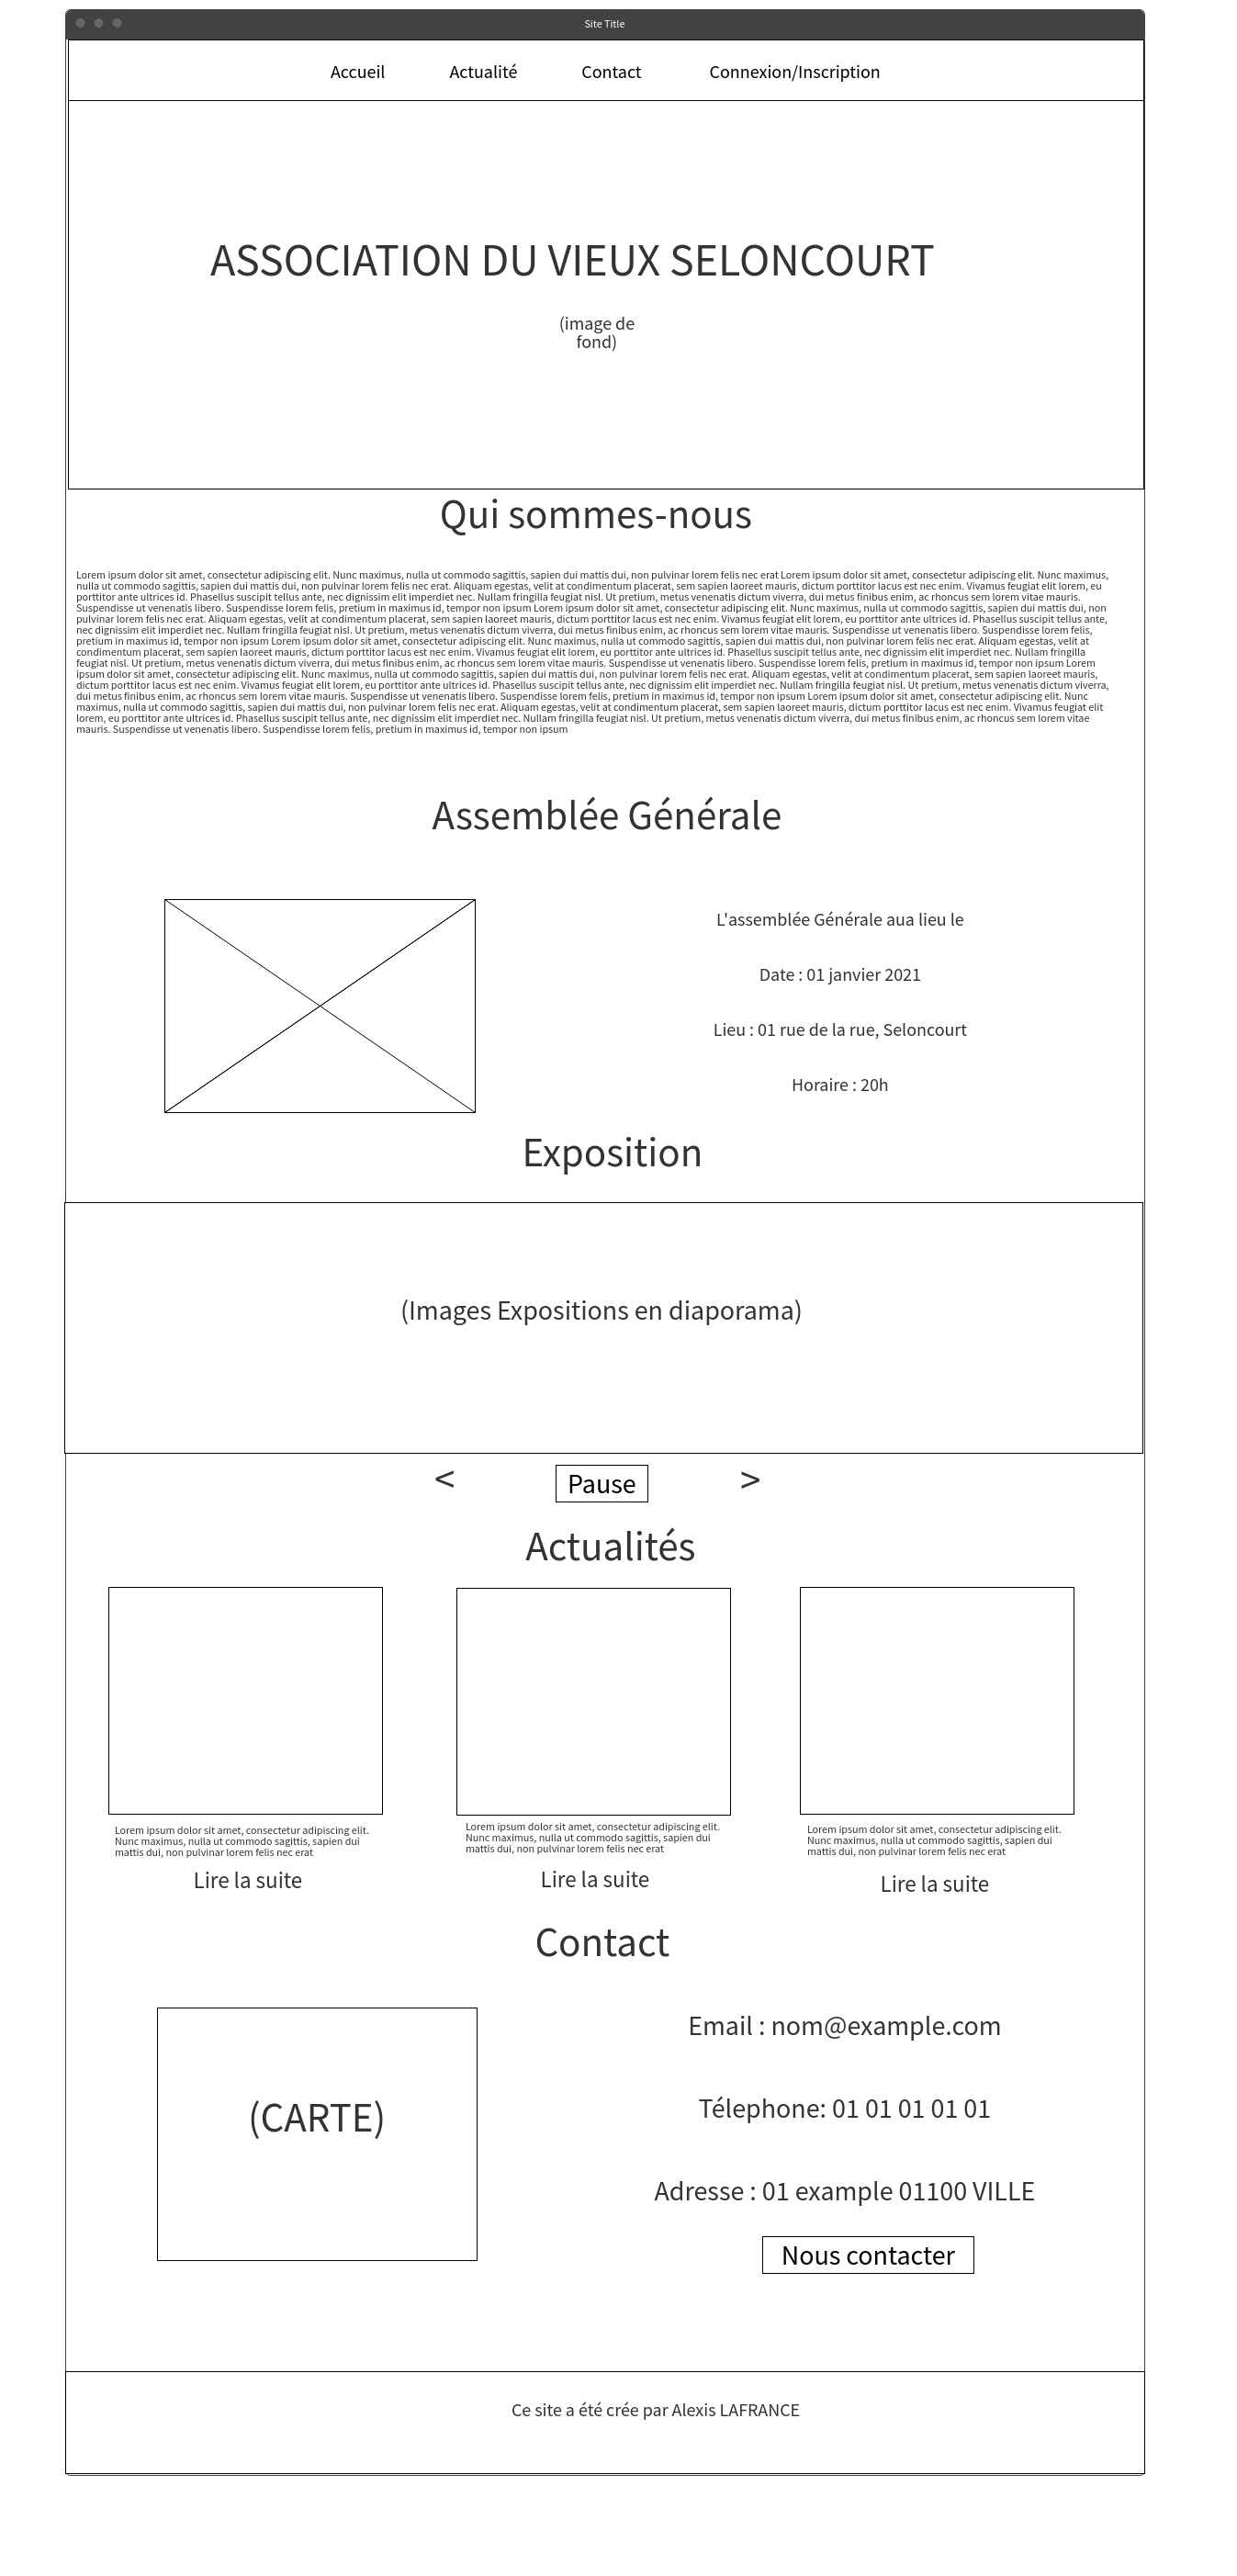 Site Title
Accueil Actualité Contact Connexion/Inscription
ASSOCIATION DU VIEUX SELONCOURT
(image de
fond)
Qui sommes-nous
Lorem ipsum dolor sit amet, consectetur adipiscing elit. Nunc maximus, nulla ut commodo sagittis, sapien dui mattis dui, non pulvinar lorem felis nec erat Lorem ipsum dolor sit amet, consectetur adipiscing elit. Nunc maximus,
nulla ut commodo sagittis, sapien dui mattis dui, non pulvinar lorem felis nec erat. Aliquam egestas, velit at condimentum placerat, sem sapien laoreet mauris, dictum porttitor lacus est nec enim. Vivamus feugiat elit lorem, eu
porttitor ante ultrices id. Phasellus suscipit tellus ante, nec dignissim elit imperdiet nec. Nullam fringilla feugiat nisl. Ut pretium, metus venenatis dictum viverra, dui metus finibus enim, ac rhoncus sem lorem vitae mauris.
Suspendisse ut venenatis libero. Suspendisse lorem felis, pretium in maximus id, tempor non ipsum Lorem ipsum dolor sit amet, consectetur adipiscing elit. Nunc maximus, nulla ut commodo sagittis, sapien dui mattis dui, non
pulvinar lorem felis nec erat. Aliquam egestas, velit at condimentum placerat, sem sapien laoreet mauris, dictum porttitor lacus est nec enim. Vivamus feugiat elit lorem, eu porttitor ante ultrices id. Phasellus suscipit tellus ante,
nec dignissim elit imperdiet nec. Nullam fringilla feugiat nisl. Ut pretium, metus venenatis dictum viverra, dui metus finibus enim, ac rhoncus sem lorem vitae mauris. Suspendisse ut venenatis libero. Suspendisse lorem felis,
pretium in maximus id, tempor non ipsum Lorem ipsum dolor sit amet, consectetur adipiscing elit. Nunc maximus, nulla ut commodo sagittis, sapien dui mattis dui, non pulvinar lorem felis nec erat. Aliquam egestas, velit at
condimentum placerat, sem sapien laoreet mauris, dictum porttitor lacus est nec enim. Vivamus feugiat elit lorem, eu porttitor ante ultrices id. Phasellus suscipit tellus ante, nec dignissim elit imperdiet nec. Nullam fringilla
feugiat nisl. Ut pretium, metus venenatis dictum viverra, dui metus finibus enim, ac rhoncus sem lorem vitae mauris. Suspendisse ut venenatis libero. Suspendisse lorem felis, pretium in maximus id, tempor non ipsum Lorem
ipsum dolor sit amet, consectetur adipiscing elit. Nunc maximus, nulla ut commodo sagittis, sapien dui mattis dui, non pulvinar lorem felis nec erat. Aliquam egestas, velit at condimentum placerat, sem sapien laoreet mauris,
dictum porttitor lacus est nec enim. Vivamus feugiat elit lorem, eu porttitor ante ultrices id. Phasellus suscipit tellus ante, nec dignissim elit imperdiet nec. Nullam fringilla feugiat nisl. Ut pretium, metus venenatis dictum viverra,
dui metus finibus enim, ac rhoncus sem lorem vitae mauris. Suspendisse ut venenatis libero. Suspendisse lorem felis, pretium in maximus id, tempor non ipsum Lorem ipsum dolor sit amet, consectetur adipiscing elit. Nunc
maximus, nulla ut commodo sagittis, sapien dui mattis dui, non pulvinar lorem felis nec erat. Aliquam egestas, velit at condimentum placerat, sem sapien laoreet mauris, dictum porttitor lacus est nec enim. Vivamus feugiat elit
lorem, eu porttitor ante ultrices id. Phasellus suscipit tellus ante, nec dignissim elit imperdiet nec. Nullam fringilla feugiat nisl. Ut pretium, metus venenatis dictum viverra, dui metus finibus enim, ac rhoncus sem lorem vitae
mauris. Suspendisse ut venenatis libero. Suspendisse lorem felis, pretium in maximus id, tempor non ipsum
Assemblée Générale
L'assemblée Générale aua lieu le
Date : 01 janvier 2021
Lieu : 01 rue de la rue, Seloncourt
Horaire : 20h
Exposition
(Images Expositions en diaporama)
< Pause >
Actualités
Lorem ipsum dolor sit amet, consectetur adipiscing elit.
Nunc maximus, nulla ut commodo sagittis, sapien dui
mattis dui, non pulvinar lorem felis nec erat
Lire la suite
Lorem ipsum dolor sit amet, consectetur adipiscing elit.
Nunc maximus, nulla ut commodo sagittis, sapien dui
mattis dui, non pulvinar lorem felis nec erat
Lire la suite
Lorem ipsum dolor sit amet, consectetur adipiscing elit.
Nunc maximus, nulla ut commodo sagittis, sapien dui
mattis dui, non pulvinar lorem felis nec erat
Lire la suite
Contact
(CARTE)
Email : nom@example.com
Télephone: 01 01 01 01 01
Adresse : 01 example 01100 VILLE
Nous contacter
Ce site a été crée par Alexis LAFRANCE